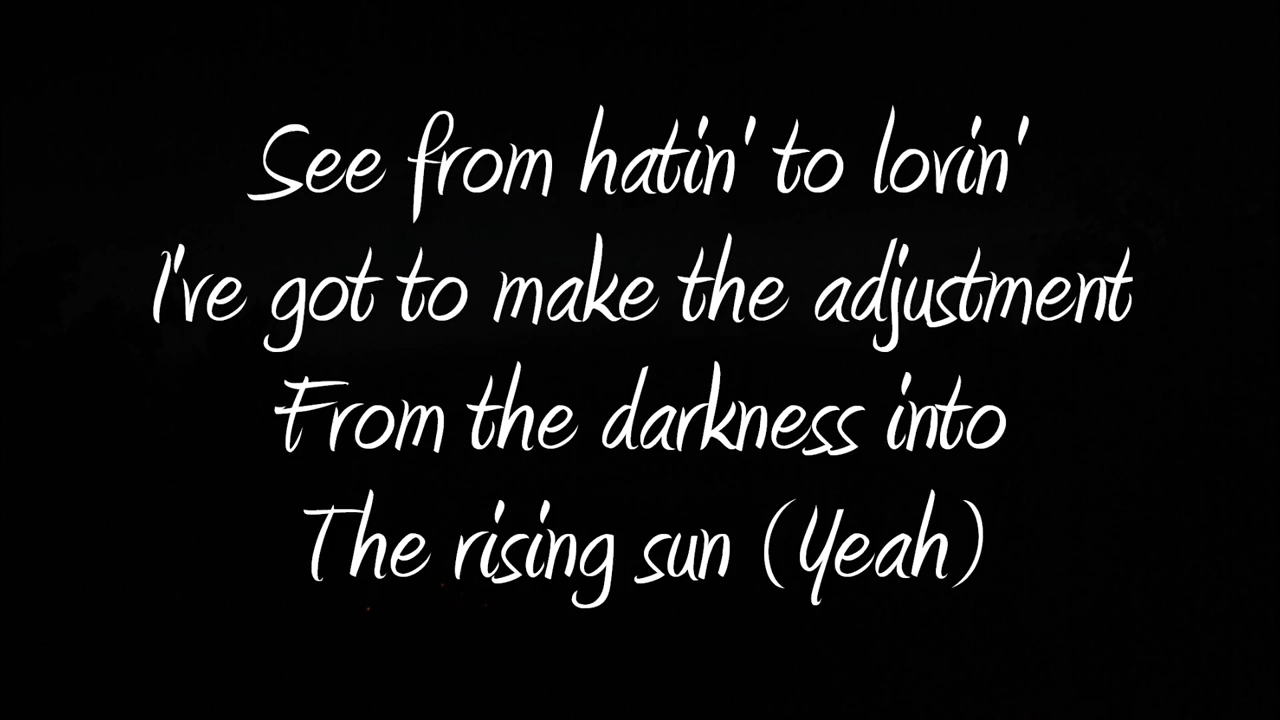 See from hatin' to lovin'
I've got to make the adjustment
From the darkness into
The rising sun (Yeah)